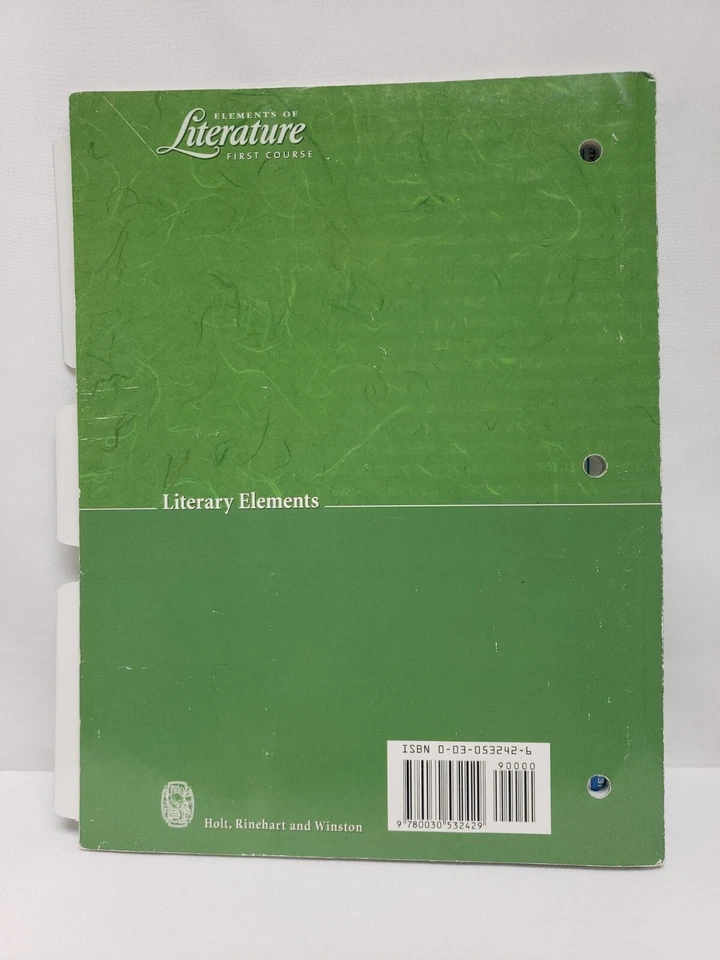 ELEMENTS OF
Literature
FIRST COURSE
Literary Elements
ISBN 0-03-053242-6
90000
9 780030 532429
Holt, Rinehart and Winston